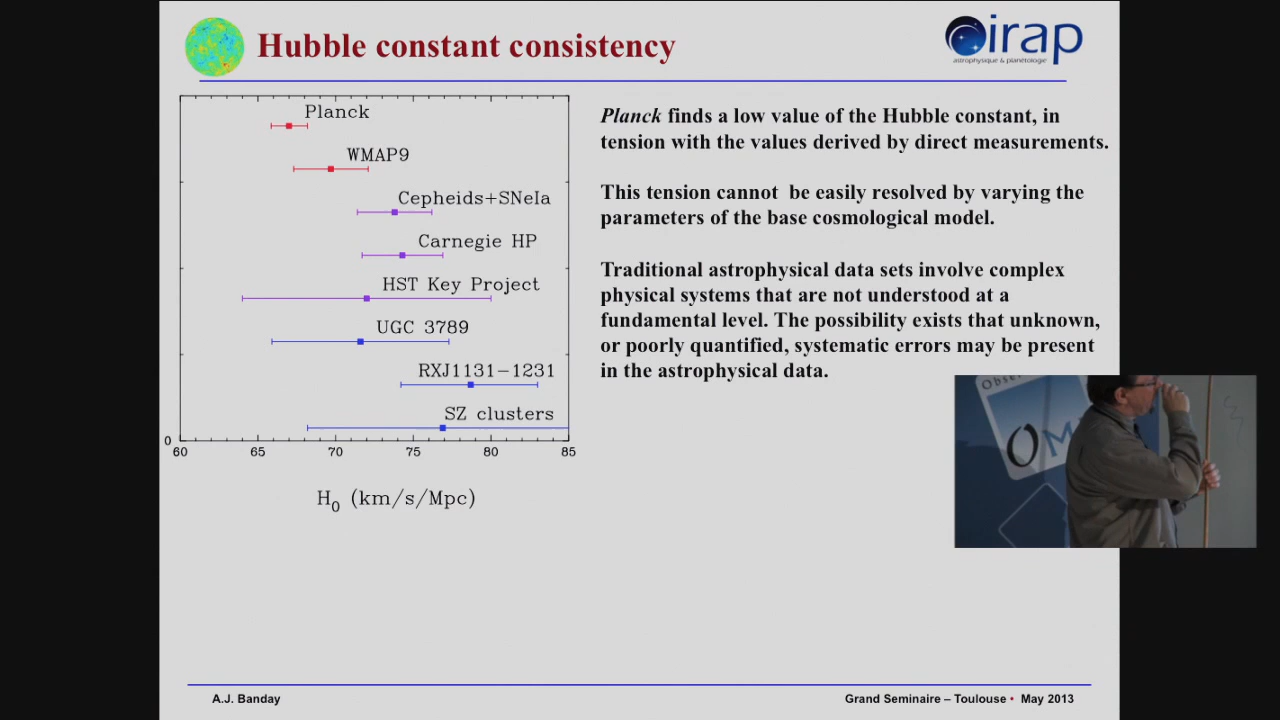 Hubble constant consistency
irap
astrophysique & planétologie
Planck
WMAP9
Cepheids+SNeIa
Carnegie HP
HST Key Project
UGC 3789
RXJ1131-1231
SZ clusters
0
60 65 70 75 80 85
H0 (km/s/Mpc)
Planck finds a low value of the Hubble constant, in
tension with the values derived by direct measurements.
This tension cannot be easily resolved by varying the
parameters of the base cosmological model.
Traditional astrophysical data sets involve complex
physical systems that are not understood at a
fundamental level. The possibility exists that unknown,
or poorly quantified, systematic errors may be present
in the astrophysical data.
A.J. Banday
Grand Seminaire – Toulouse • May 2013